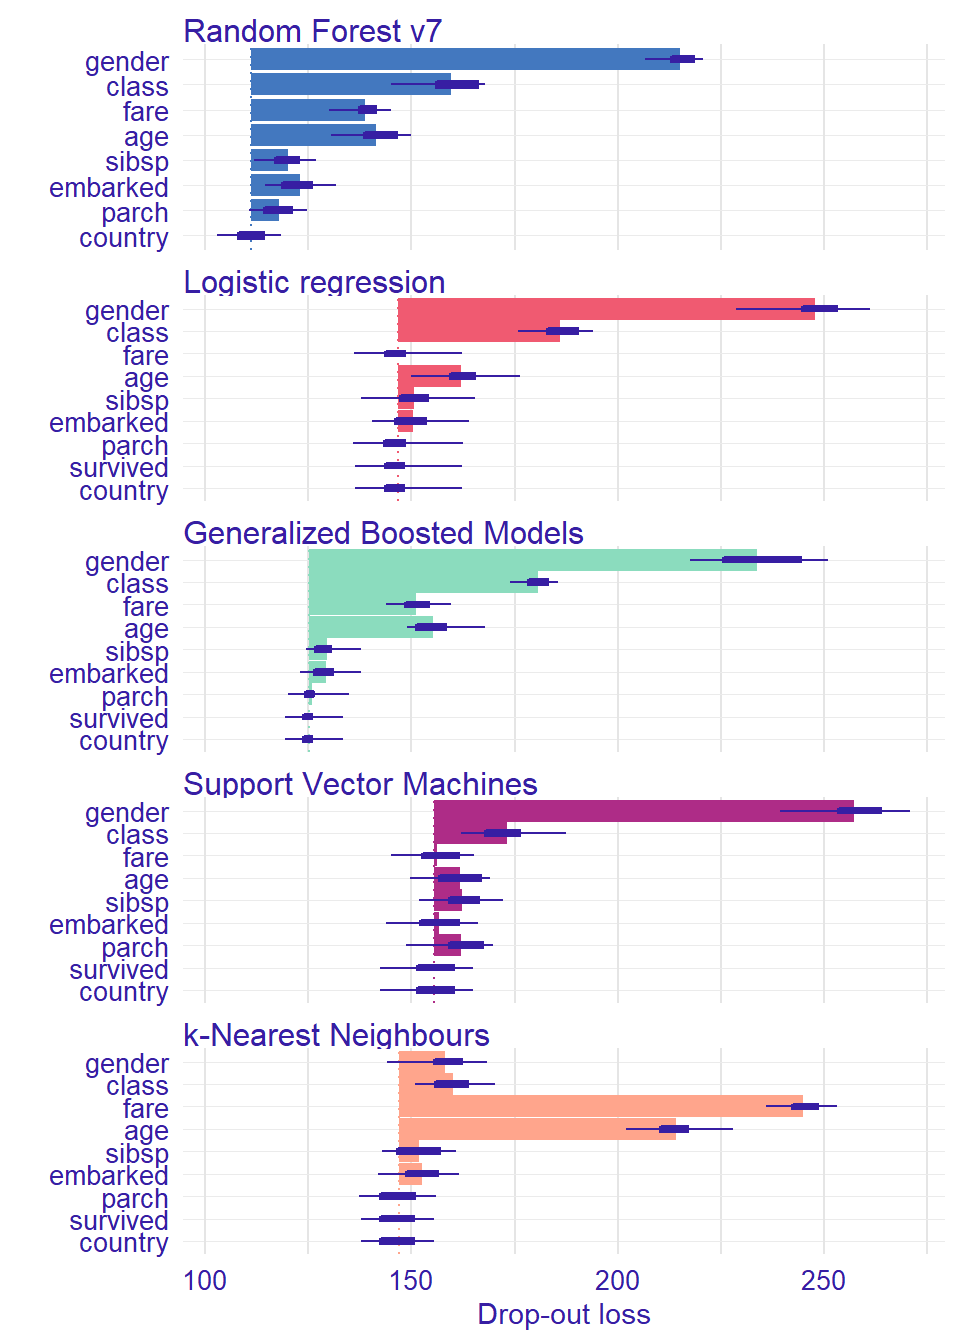 Random Forest v7
gender
class
fare
age
sibsp
embarked
parch
country
Logistic regression
gender
class
fare
age
sibsp
embarked
parch
survived
country
Generalized Boosted Models
gender
class
fare
age
sibsp
embarked
parch
survived
country
Support Vector Machines
gender
class
fare
age
sibsp
embarked
parch
survived
country
k-Nearest Neighbours
gender
class
fare
age
sibsp
embarked
parch
survived
country
100 150 200 250
Drop-out loss